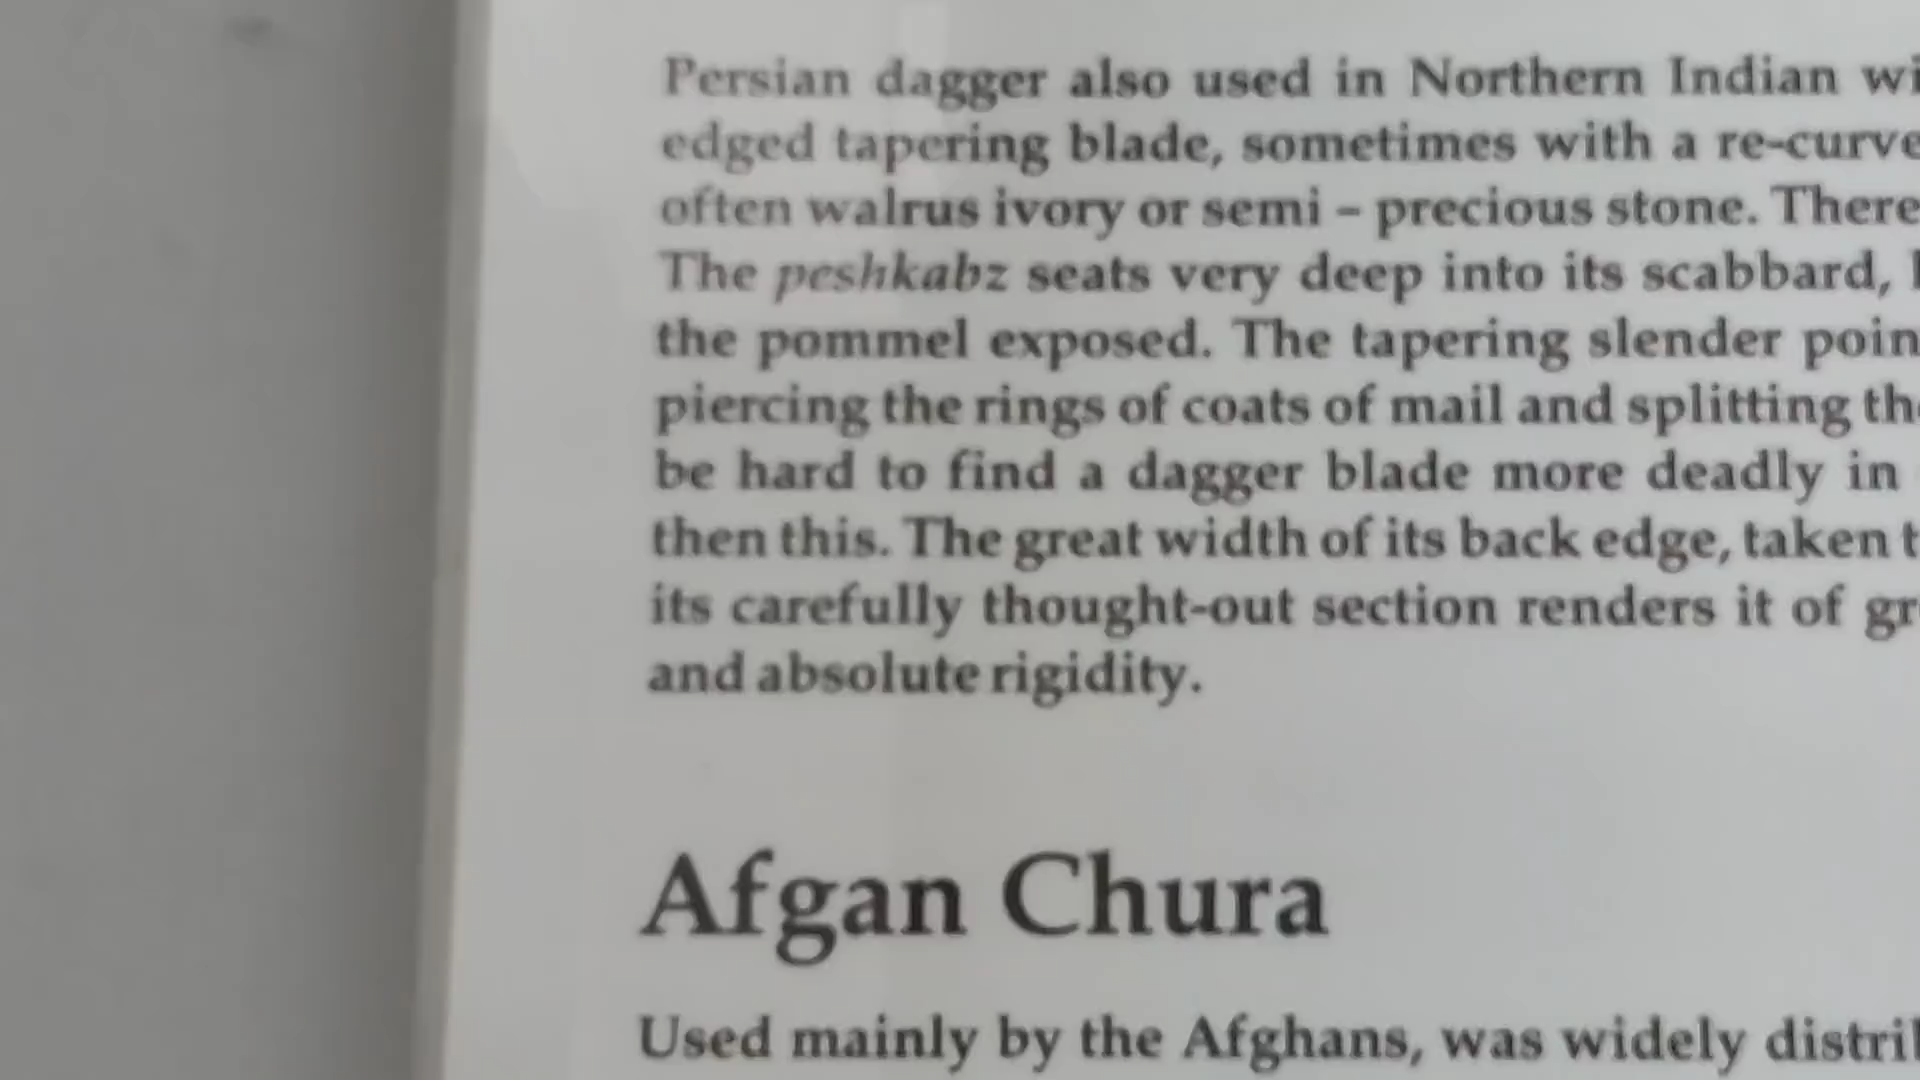 Persian dagger also used in Northern Indian wi
edged tapering blade, sometimes with a re-curve
often walrus ivory or semi – precious stone. There
The peshkabz seats very deep into its scabbard,
the pommel exposed. The tapering slender poin
piercing the rings of coats of mail and splitting the
be hard to find a dagger blade more deadly in
then this. The great width of its back edge, taken t
its carefully thought-out section renders it of gr
and absolute rigidity.
Afgan Chura
Used mainly by the Afghans, was widely distri